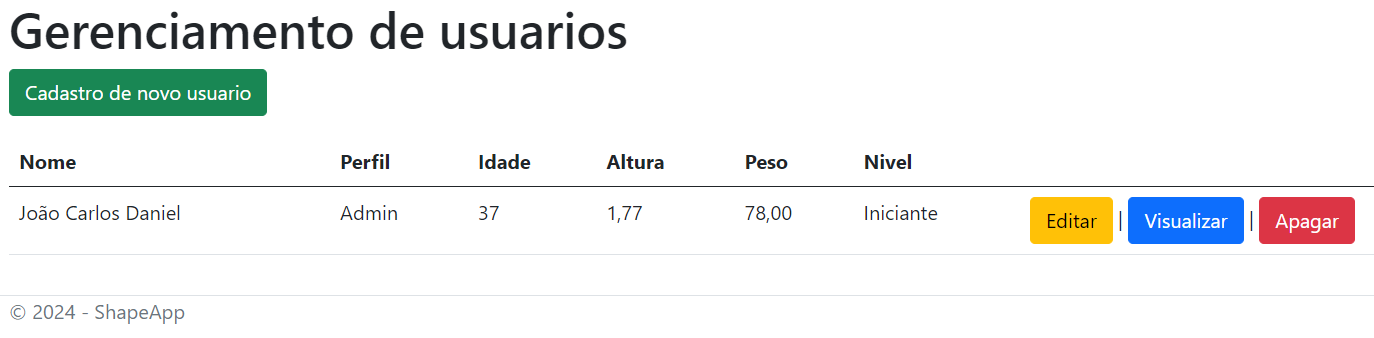 Gerenciamento de usuarios
Cadastro de novo usuario
Nome Perfil Idade Altura Peso Nivel
João Carlos Daniel Admin 37 1,77 78,00 Iniciante Editar | Visualizar | Apagar
© 2024 - ShapeApp